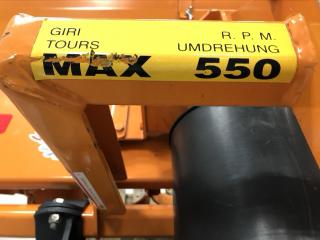 GIRI R. P. M.
TOURS UMDREHUNG
MAX 550